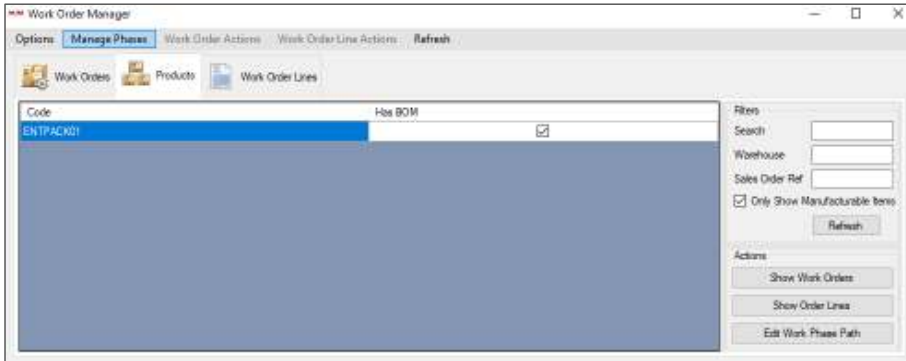 Work Order Manager
Options Manage Phases Work Order Actions Work Order Line Actions Refresh
Work Orders Products Work Order Lines
Code Has BOM
ENTPACK01
Filters
Search
Warehouse
Sales Order Ref
Only Show Manufacturable Items
Refresh
Actions
Show Work Orders
Show Order Lines
Edit Work Phase Path